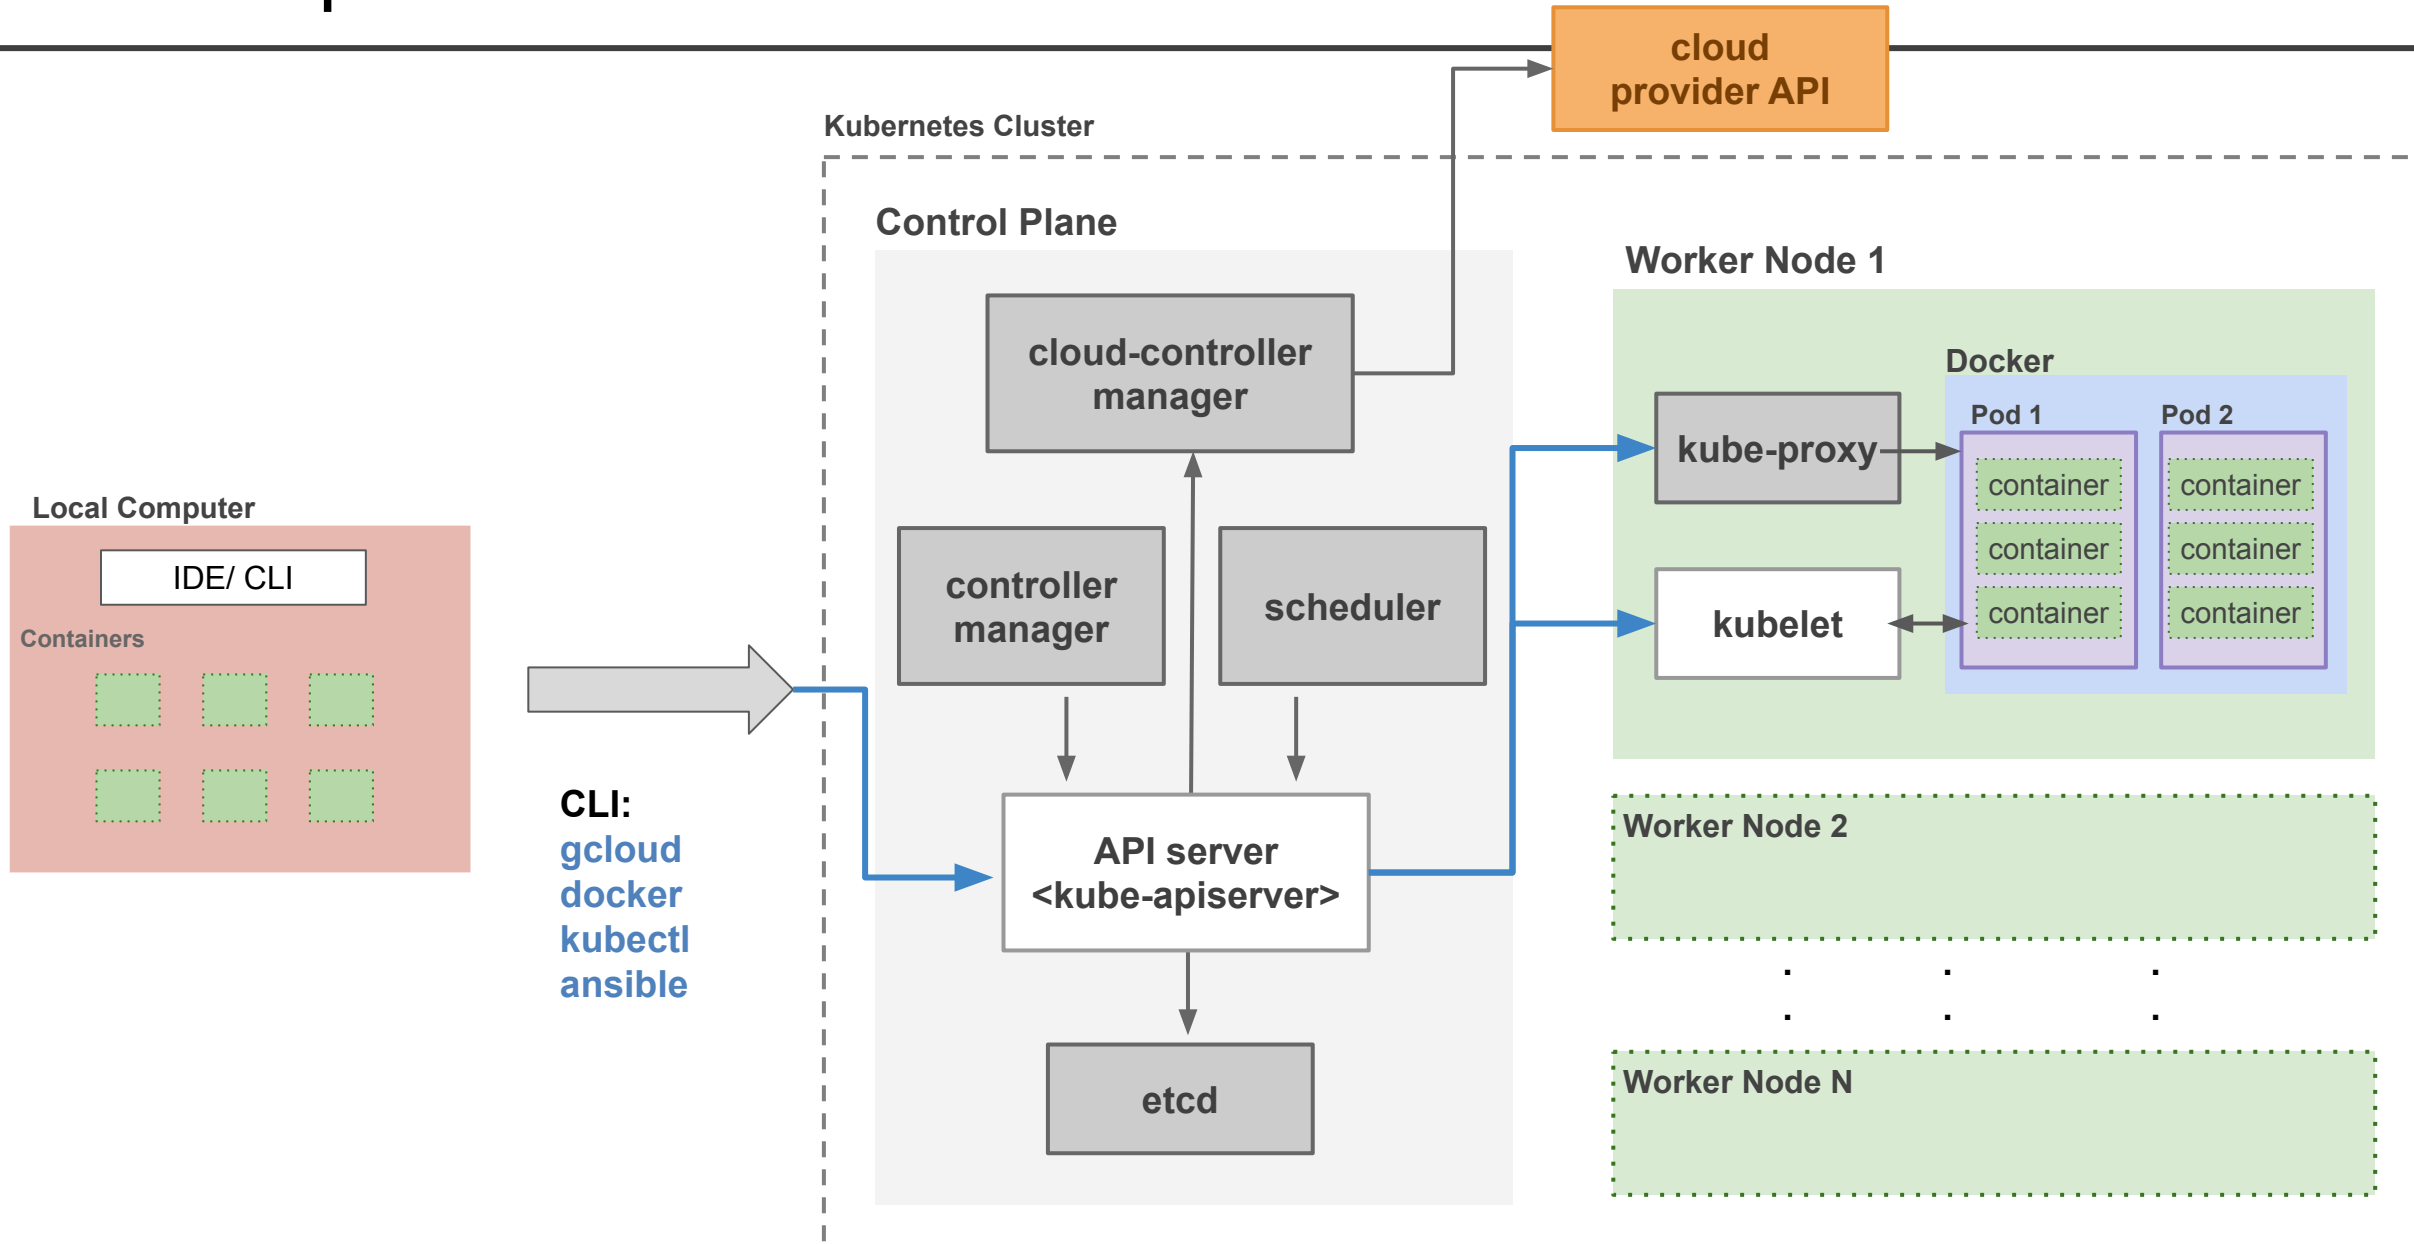 cloud
provider API
Kubernetes Cluster
Control Plane
Worker Node 1
cloud-controller
manager
Docker
Pod 1
Pod 2
kube-proxy
container
container
container
container
container
container
kubelet
Local Computer
IDE/ CLI
Containers
controller
manager
scheduler
CLI:
gcloud
docker
kubectl
ansible
API server
<kube-apiserver>
etcd
Worker Node 2
. . .
. . .
Worker Node N